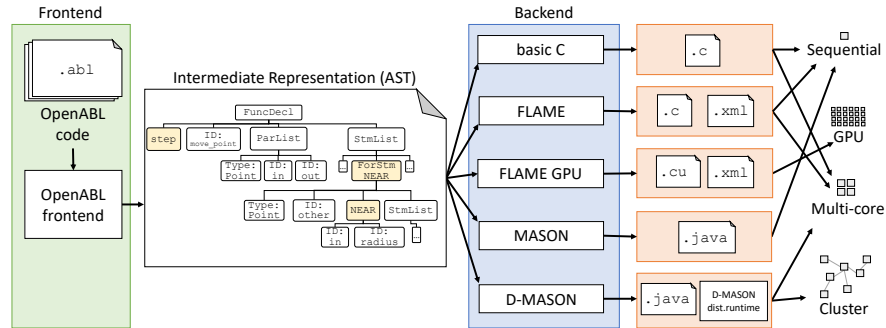 Frontend
.abl
OpenABL
code
OpenABL
frontend
Intermediate Representation (AST)
FuncDecl
step
ID:
move_point
ParList
StmList
Type:
Point
ID:
in
ID:
out
...
ForStm
NEAR
...
Type:
Point
ID:
other
NEAR
StmList
ID:
in
ID:
radius
...
Backend
basic C
FLAME
FLAME GPU
MASON
D-MASON
.c
.c
.xml
.cu
.xml
.java
.java
D-MASON
dist.runtime
Sequential
GPU
Multi-core
Cluster